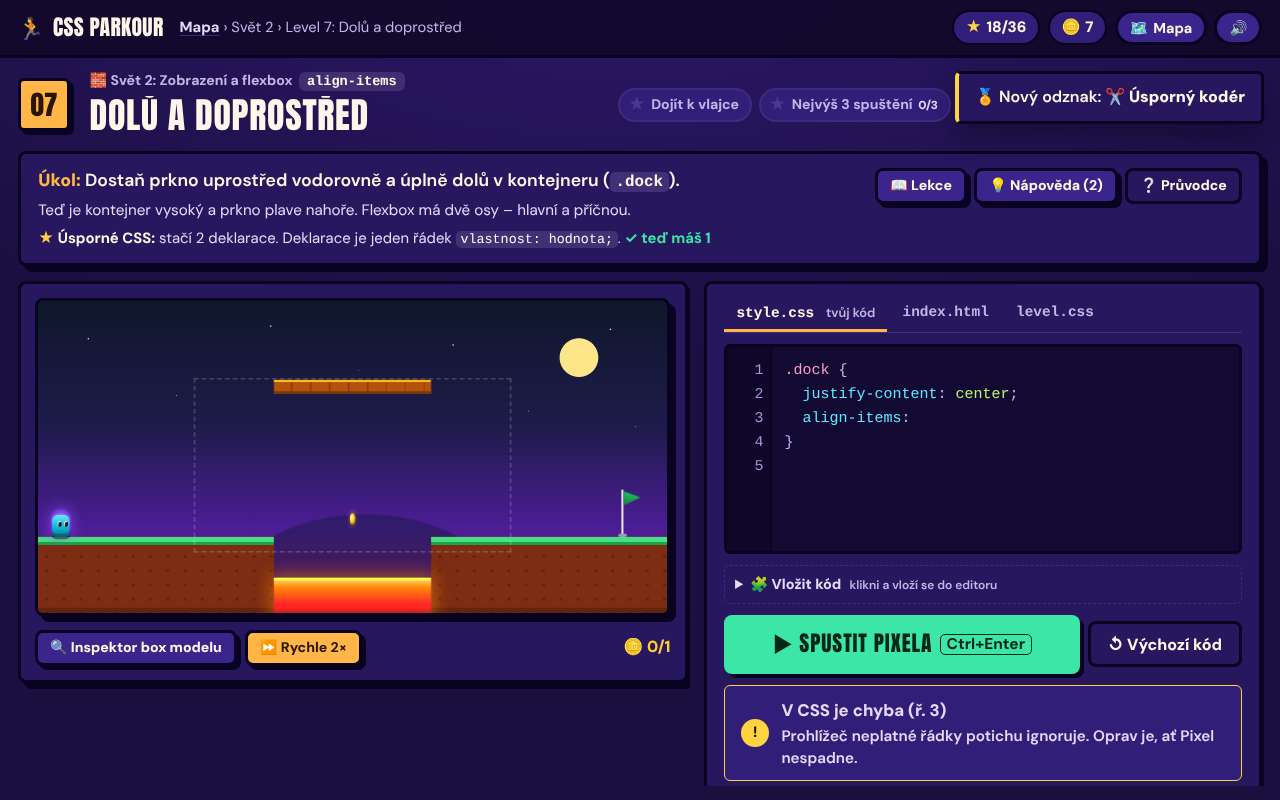 CSS PARKOUR
Mapa › Svět 2 › Level 7: Dolů a doprostřed
★ 18/36
7
Mapa
07
Svět 2: Zobrazení a flexbox align-items
DOLŮ A DOPROSTŘED
★ Dojít k vlajce
★ Nejvýš 3 spuštění 0/3
Nový odznak: Úsporný kodér
Úkol: Dostaň prkno uprostřed vodorovně a úplně dolů v kontejneru ( .dock ).
Teď je kontejner vysoký a prkno plave nahoře. Flexbox má dvě osy – hlavní a příčnou.
★ Úsporné CSS: stačí 2 deklarace. Deklarace je jeden řádek vlastnost: hodnota; . ✓ teď máš 1
Lekce
Nápověda (2)
? Průvodce
Inspektor box modelu
Rychle 2×
0/1
style.css tvůj kód
index.html
level.css
1 .dock {
2 justify-content: center;
3 align-items:
4 }
5
▶ Vložit kód klikni a vloží se do editoru
▶ SPUSTIT PIXELA Ctrl+Enter
↺ Výchozí kód
! V CSS je chyba (ř. 3)
Prohlížeč neplatné řádky potichu ignoruje. Oprav je, ať Pixel
nespadne.